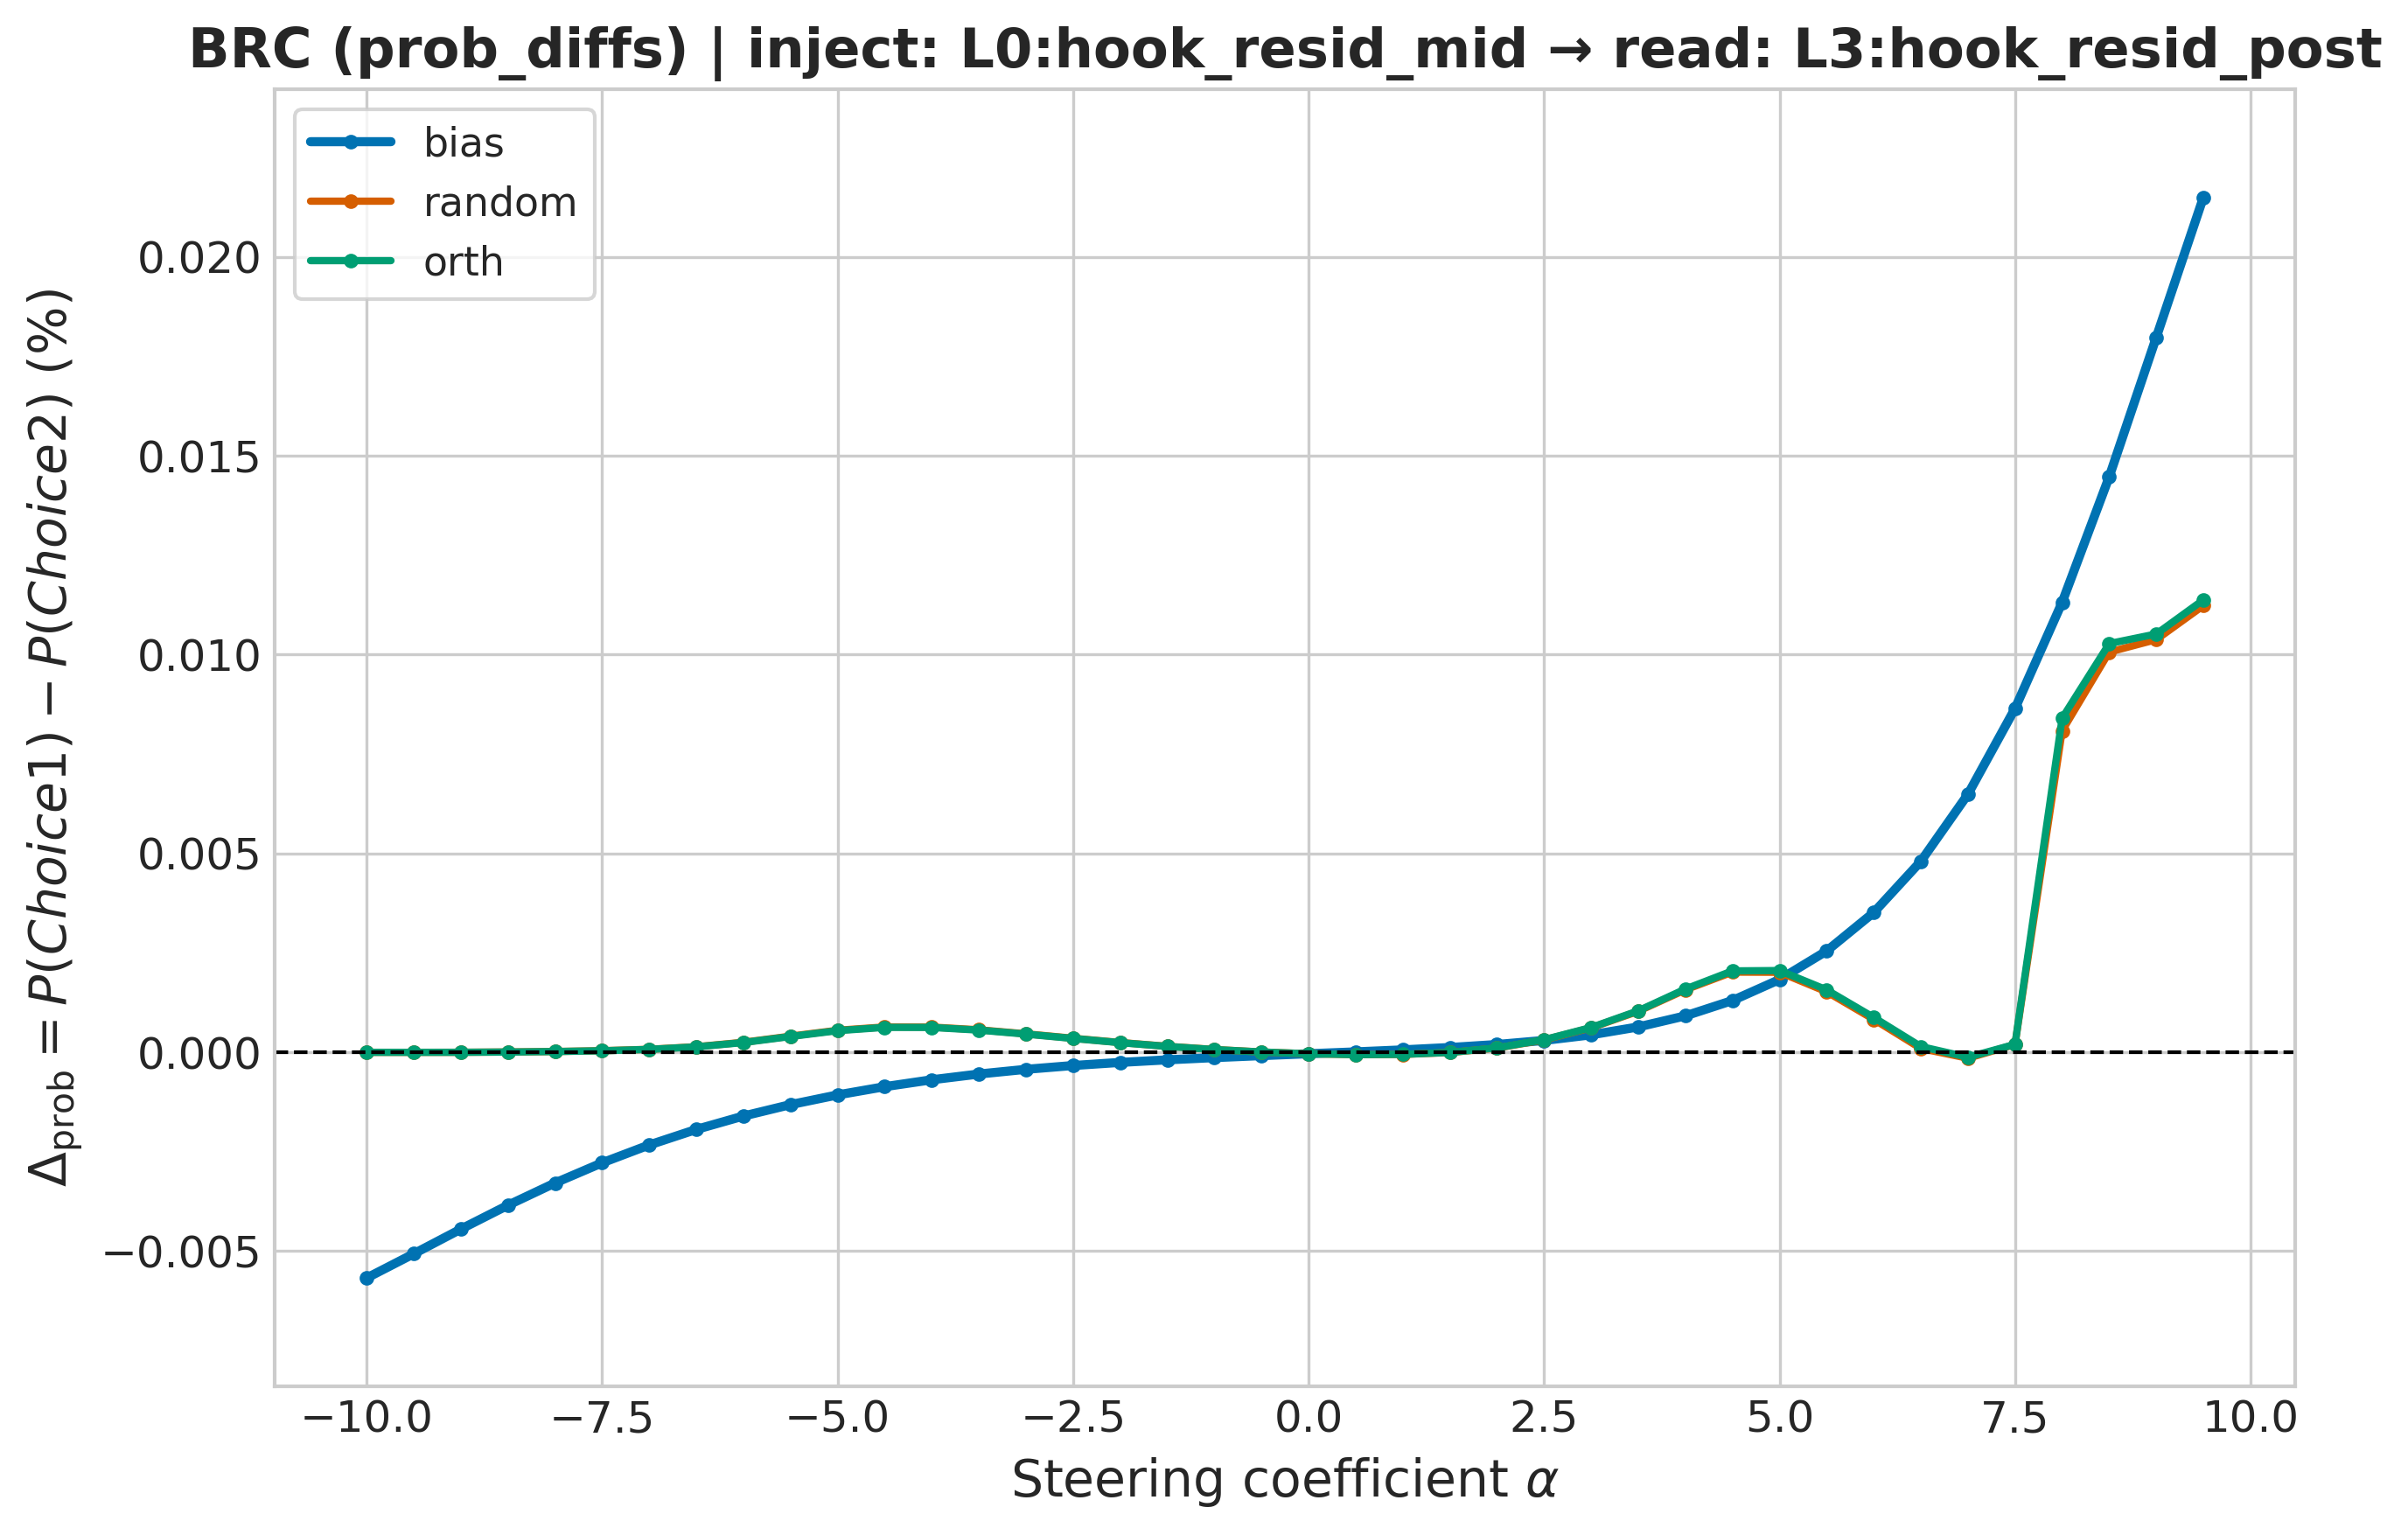 BRC (prob_diffs) | inject: L0:hook_resid_mid → read: L3:hook_resid_post
bias
random
orth
Δprob = P(Choice1) − P(Choice2) (%)
0.020
0.015
0.010
0.005
0.000
−0.005
−10.0 −7.5 −5.0 −2.5 0.0 2.5 5.0 7.5 10.0
Steering coefficient α